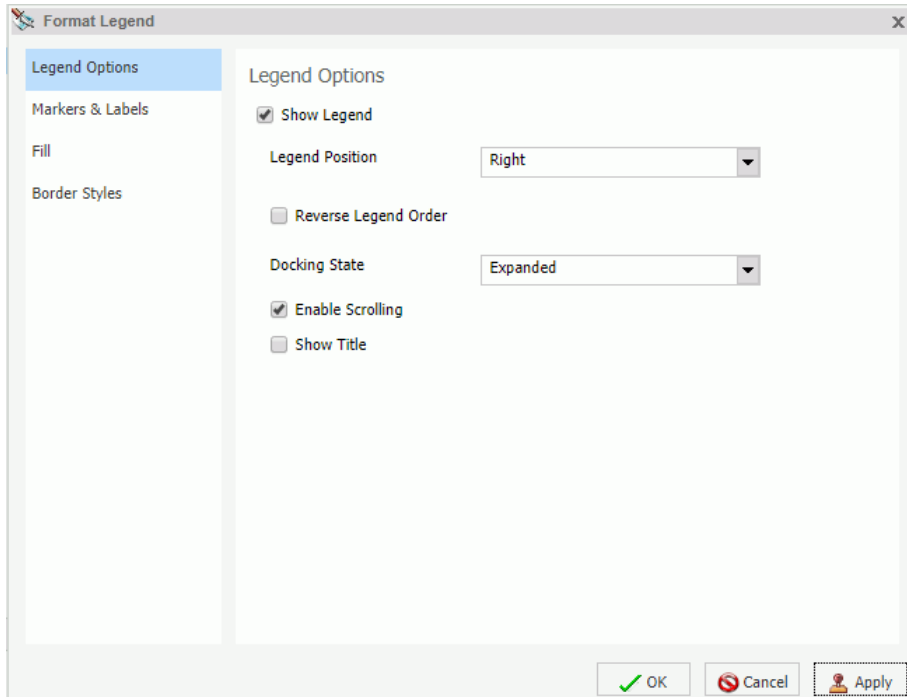 Format Legend
Legend Options
Markers & Labels
Fill
Border Styles
Legend Options
Show Legend
Legend Position Right
Reverse Legend Order
Docking State Expanded
Enable Scrolling
Show Title
OK Cancel Apply